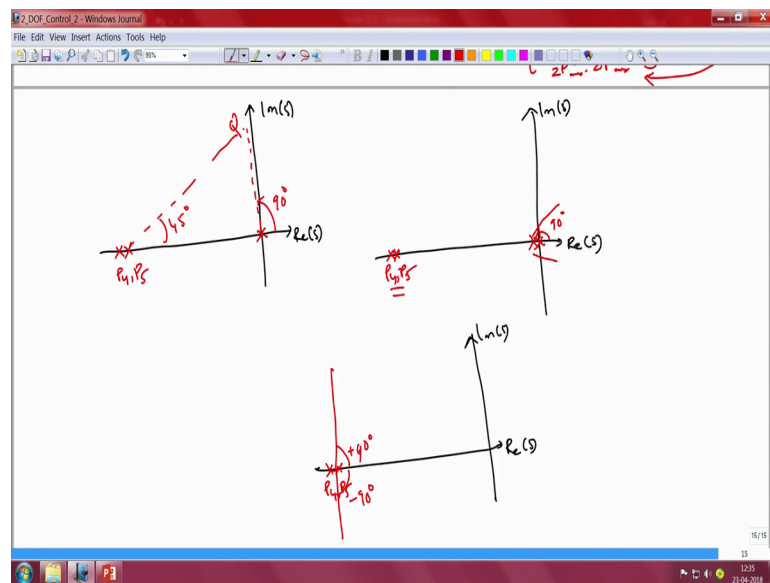 2_DOF_Control_2 - Windows Journal
File Edit View Insert Actions Tools Help
95%
B I
Im(s)
Q
90°
45°
Re(s)
P4, P5
Im(s)
90°
Re(s)
P4, P5
Im(s)
+90°
Re(s)
P4, P5
-90°
15/15
15
12:35
23-04-2018